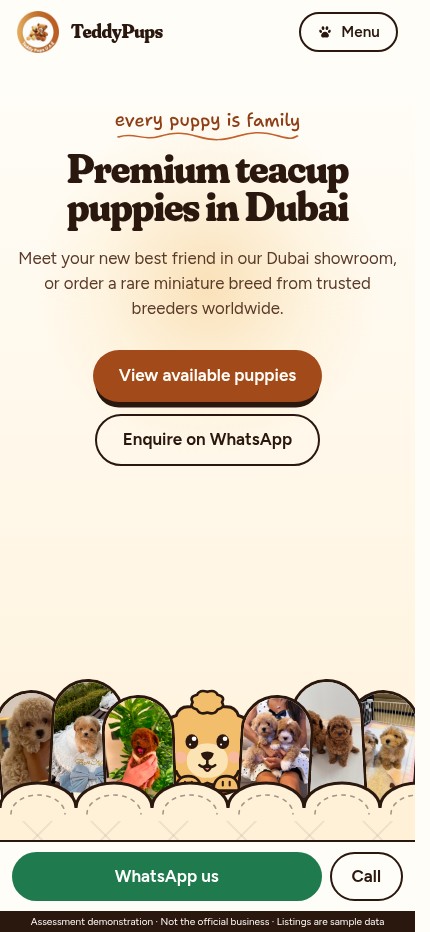 TeddyPups
Menu
every puppy is family
Premium teacup
puppies in Dubai
Meet your new best friend in our Dubai showroom,
or order a rare miniature breed from trusted
breeders worldwide.
View available puppies
Enquire on WhatsApp
WhatsApp us
Call
Assessment demonstration · Not the official business · Listings are sample data